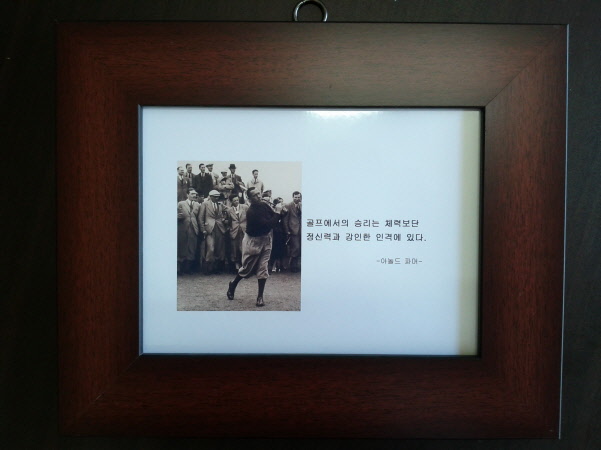 골프에서의 승리는 체력보단
정신력과 강인한 인격에 있다.
-아놀드 파머-